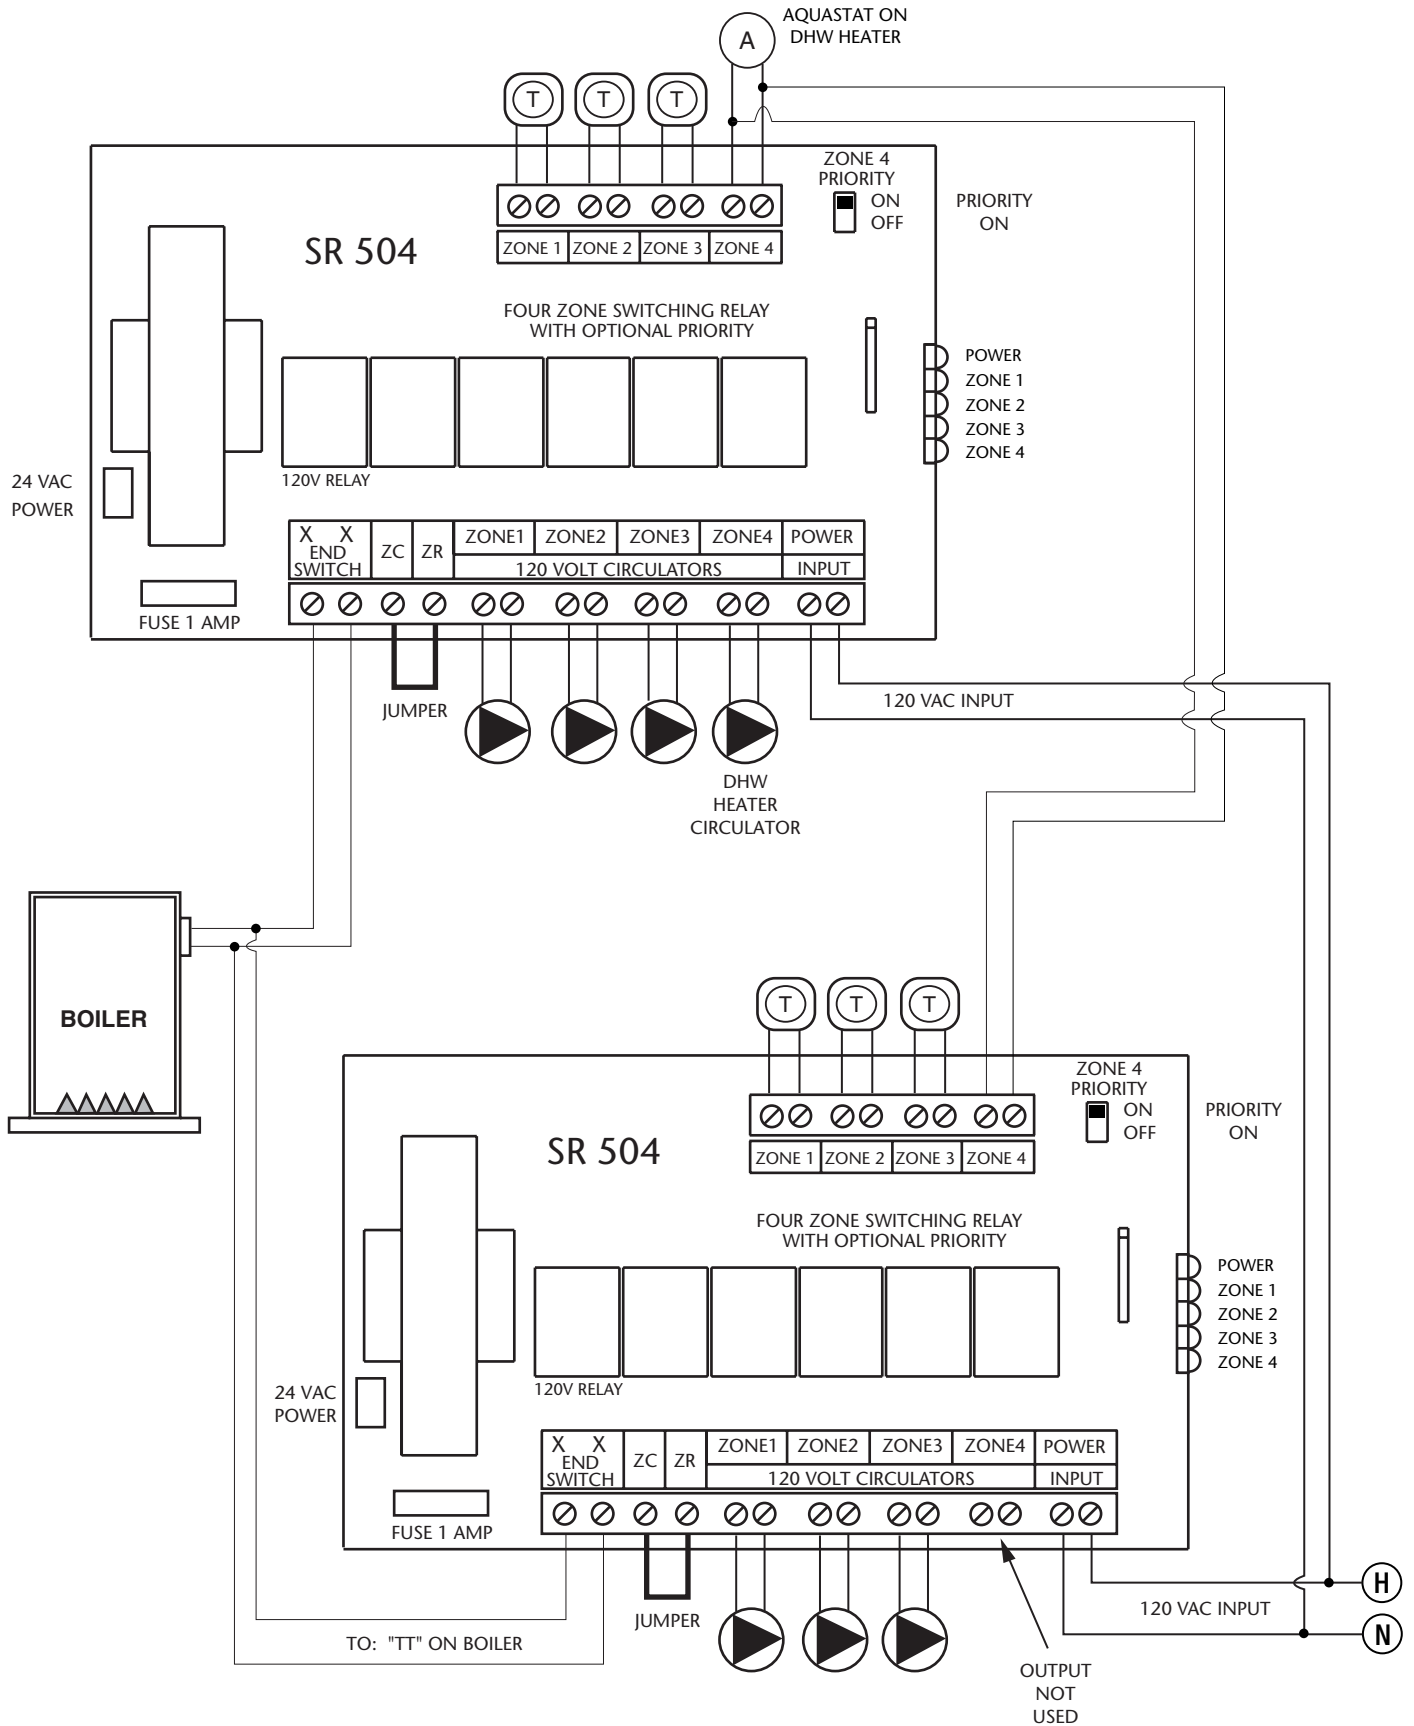 AQUASTAT ON
DHW HEATER
A
T
T
T
ZONE 4
PRIORITY
ON
OFF
PRIORITY
ON
SR 504
ZONE 1
ZONE 2
ZONE 3
ZONE 4
FOUR ZONE SWITCHING RELAY
WITH OPTIONAL PRIORITY
POWER
ZONE 1
ZONE 2
ZONE 3
ZONE 4
24 VAC
POWER
120V RELAY
X X
END
SWITCH
ZC
ZR
ZONE1
ZONE2
ZONE3
ZONE4
POWER
120 VOLT CIRCULATORS
INPUT
FUSE 1 AMP
JUMPER
120 VAC INPUT
DHW
HEATER
CIRCULATOR
BOILER
T
T
T
ZONE 4
PRIORITY
ON
OFF
PRIORITY
ON
SR 504
ZONE 1
ZONE 2
ZONE 3
ZONE 4
FOUR ZONE SWITCHING RELAY
WITH OPTIONAL PRIORITY
POWER
ZONE 1
ZONE 2
ZONE 3
ZONE 4
24 VAC
POWER
120V RELAY
X X
END
SWITCH
ZC
ZR
ZONE1
ZONE2
ZONE3
ZONE4
POWER
120 VOLT CIRCULATORS
INPUT
FUSE 1 AMP
H
JUMPER
120 VAC INPUT
N
TO: "TT" ON BOILER
OUTPUT
NOT
USED